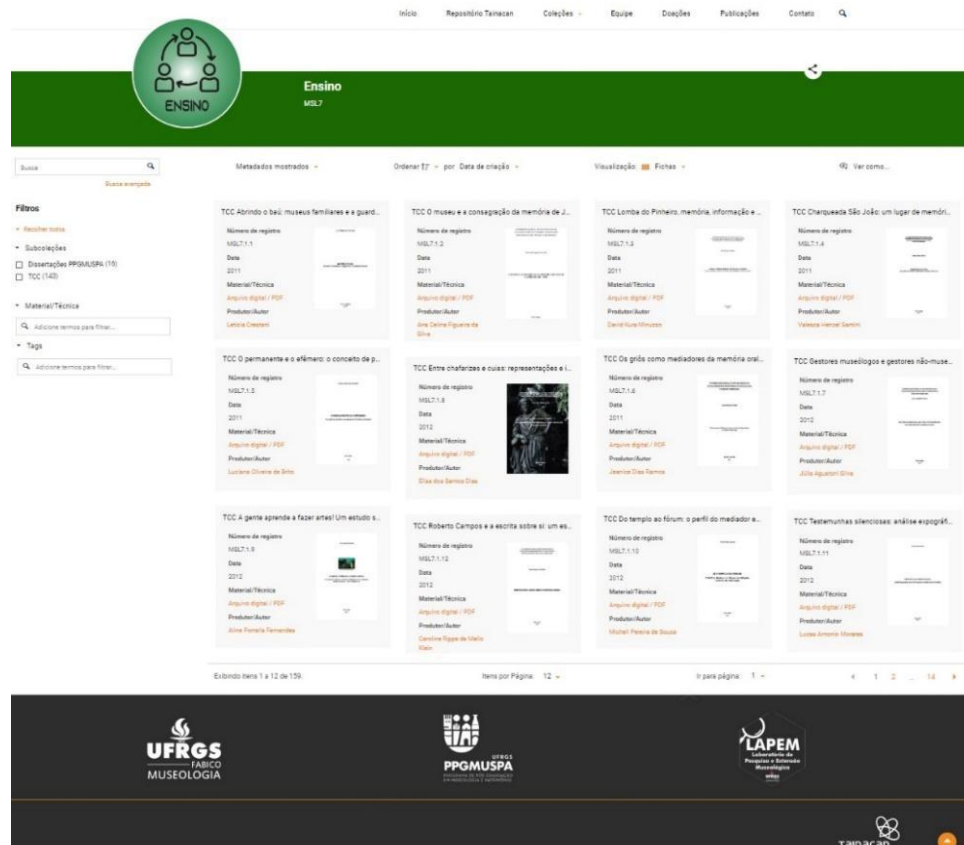 Início Repositório Tainacan Coleções Equipe Doações Publicações Contato
ENSINO
Ensino
MSL7
Busca
Busca avançada
Metadados mostrados
Ordenar por Data de criação
Visualização Fichas
Ver como...
Filtros
Recolher todos
Subcoleções
Dissertações PPGMUSPA (16)
TCC (143)
Material/Técnica
Adicione termos para filtrar...
Tags
Adicione termos para filtrar...
TCC Abrindo o baú: museus familiares e a guard...
Número de registro
MSL7.1.1
Data
2011
Material/Técnica
Arquivo digital / PDF
Produtor/Autor
Letícia Crestani
TCC O museu e a consagração da memória de J...
Número de registro
MSL7.1.2
Data
2011
Material/Técnica
Arquivo digital / PDF
Produtor/Autor
Ana Celina Figueira da
Silva
TCC Lomba do Pinheiro, memória, informação e ...
Número de registro
MSL7.1.3
Data
2011
Material/Técnica
Arquivo digital / PDF
Produtor/Autor
David Kura Minuzzo
TCC Charqueada São João: um lugar de memóri...
Número de registro
MSL7.1.4
Data
2011
Material/Técnica
Arquivo digital / PDF
Produtor/Autor
TCC O permanente e o efêmero: o conceito de p...
Número de registro
MSL7.1.5
Data
2011
Material/Técnica
Arquivo digital / PDF
Produtor/Autor
Luciana Oliveira de Brito
TCC Entre chafarizes e cuias: representações e i...
Número de registro
MSL7.1.8
Data
2012
Material/Técnica
Arquivo digital / PDF
Produtor/Autor
Elisa dos Santos Dias
TCC Os griôs como mediadores da memória oral...
Número de registro
MSL7.1.6
Data
2012
Material/Técnica
Arquivo digital / PDF
Produtor/Autor
Jeanice Dias Ramos
TCC Gestores museólogos e gestores não-muse...
Número de registro
MSL7.1.7
Data
2012
Material/Técnica
Arquivo digital / PDF
Produtor/Autor
TCC A gente aprende a fazer artes! Um estudo s...
Número de registro
MSL7.1.9
Data
2012
Material/Técnica
Arquivo digital / PDF
Produtor/Autor
Aline Portella Fernandes
TCC Roberto Campos e a escrita sobre si: um es...
Número de registro
MSL7.1.12
Data
2012
Material/Técnica
Arquivo digital / PDF
Produtor/Autor
TCC Do templo ao fórum: o perfil do mediador e...
Número de registro
MSL7.1.10
Data
2012
Material/Técnica
Arquivo digital / PDF
Produtor/Autor
Micheli Pereira de Souza
TCC Testemunhas silenciosas: análise expográfi...
Número de registro
MSL7.1.11
Data
2012
Material/Técnica
Arquivo digital / PDF
Produtor/Autor
Lucas Antonio Morates
Exibindo itens 1 a 12 de 159.
Itens por Página: 12
Ir para página: 1
1 2 ... 14
UFRGS
FABICO
MUSEOLOGIA
UFRGS
PPGMUSPA
PROGRAMA DE PÓS-GRADUAÇÃO
EM MUSEOLOGIA E PATRIMÔNIO
LAPEM
Laboratório de
Pesquisa e Extensão
Museológica
UFRGS
TAINACAN